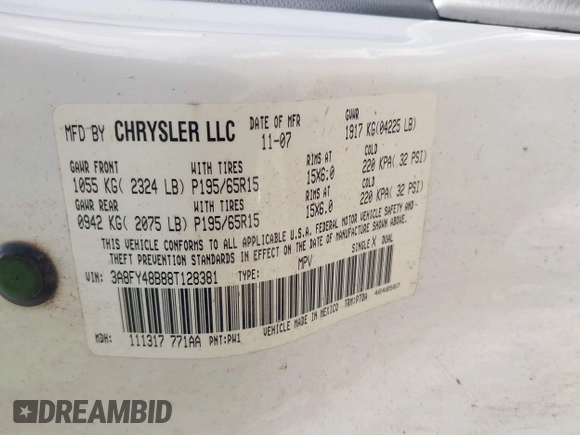 MFD BY CHRYSLER LLC DATE OF MFR 11-07 GVWR 1917 KG(04225 LB)
GAWR FRONT WITH TIRES RIMS AT COLD
1055 KG( 2324 LB) P195/65R15 15X6.0 220 KPA( 32 PSI)
GAWR REAR WITH TIRES RIMS AT COLD
0942 KG( 2075 LB) P195/65R15 15X6.0 220 KPA( 32 PSI)
THIS VEHICLE CONFORMS TO ALL APPLICABLE U.S.A. FEDERAL MOTOR VEHICLE SAFETY AND
THEFT PREVENTION STANDARDS IN EFFECT ON THE DATE OF MANUFACTURE SHOWN ABOVE.
VIN: 3A8FY48B88T128381 TYPE: MPV SINGLE X DUAL
MDH: 111317 771AA PNT:PW1 VEHICLE MADE IN MEXICO TRM:P7DA
DREAMBID